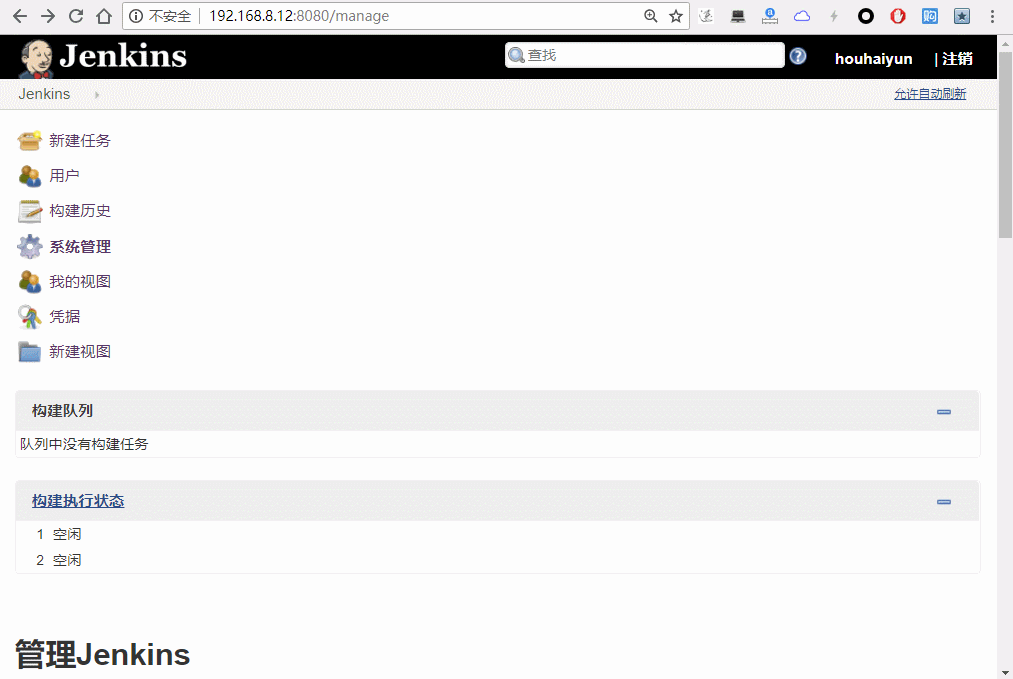 不安全 192.168.8.12:8080/manage
Jenkins 查找 houhaiyun | 注销
Jenkins 允许自动刷新
新建任务
用户
构建历史
系统管理
我的视图
凭据
新建视图
构建队列
队列中没有构建任务
构建执行状态
1 空闲
2 空闲
管理Jenkins